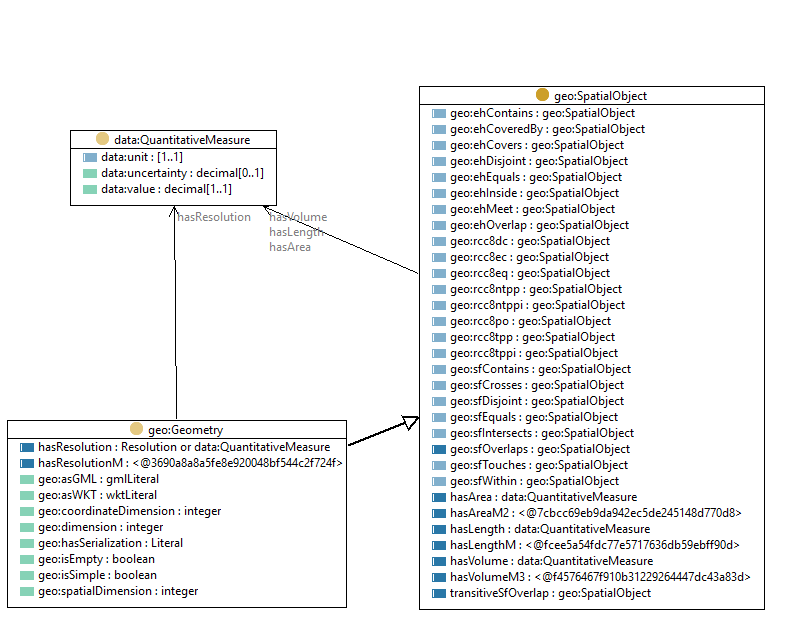 data:QuantitativeMeasure
data:unit : [1..1]
data:uncertainty : decimal[0..1]
data:value : decimal[1..1]
hasResolution
hasVolume
hasLength
hasArea
geo:Geometry
hasResolution : Resolution or data:QuantitativeMeasure
hasResolutionM : <@3690a8a8a5fe8e920048bf544c2f724f>
geo:asGML : gmlLiteral
geo:asWKT : wktLiteral
geo:coordinateDimension : integer
geo:dimension : integer
geo:hasSerialization : Literal
geo:isEmpty : boolean
geo:isSimple : boolean
geo:spatialDimension : integer
geo:SpatialObject
geo:ehContains : geo:SpatialObject
geo:ehCoveredBy : geo:SpatialObject
geo:ehCovers : geo:SpatialObject
geo:ehDisjoint : geo:SpatialObject
geo:ehEquals : geo:SpatialObject
geo:ehInside : geo:SpatialObject
geo:ehMeet : geo:SpatialObject
geo:ehOverlap : geo:SpatialObject
geo:rcc8dc : geo:SpatialObject
geo:rcc8ec : geo:SpatialObject
geo:rcc8eq : geo:SpatialObject
geo:rcc8ntpp : geo:SpatialObject
geo:rcc8ntppi : geo:SpatialObject
geo:rcc8po : geo:SpatialObject
geo:rcc8tpp : geo:SpatialObject
geo:rcc8tppi : geo:SpatialObject
geo:sfContains : geo:SpatialObject
geo:sfCrosses : geo:SpatialObject
geo:sfDisjoint : geo:SpatialObject
geo:sfEquals : geo:SpatialObject
geo:sfIntersects : geo:SpatialObject
geo:sfOverlaps : geo:SpatialObject
geo:sfTouches : geo:SpatialObject
geo:sfWithin : geo:SpatialObject
hasArea : data:QuantitativeMeasure
hasAreaM2 : <@7cbcc69eb9da942ec5de245148d770d8>
hasLength : data:QuantitativeMeasure
hasLengthM : <@fcee5a54fdc77e5717636db59ebff90d>
hasVolume : data:QuantitativeMeasure
hasVolumeM3 : <@f4576467f910b31229264447dc43a83d>
transitiveSfOverlap : geo:SpatialObject